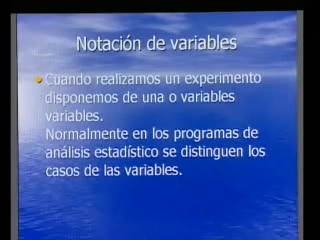 Notación de variables
Cuando realizamos un experimento
disponemos de una o variables
variables.
Normalmente en los programas de
análisis estadístico se distinguen los
casos de las variables.